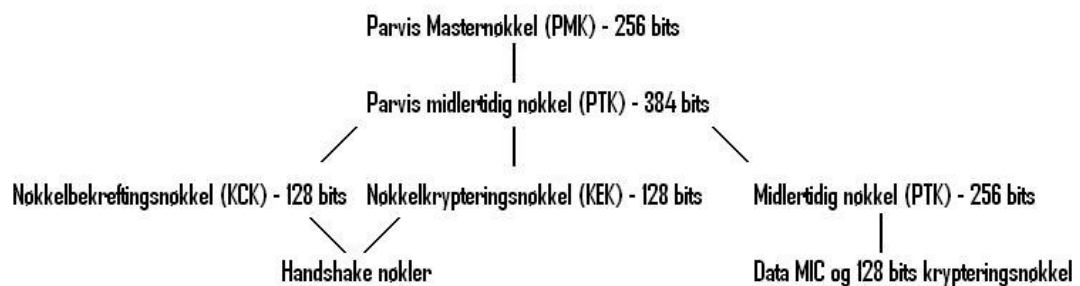 Parvis Masternøkkel (PMK) - 256 bits
Parvis midlertidig nøkkel (PTK) - 384 bits
Nøkkelbekreftingsnøkkel (KCK) - 128 bits
Nøkkelkrypteringsnøkkel (KEK) - 128 bits
Midlertidig nøkkel (PTK) - 256 bits
Handshake nøkler
Data MIC og 128 bits krypteringsnøkkel